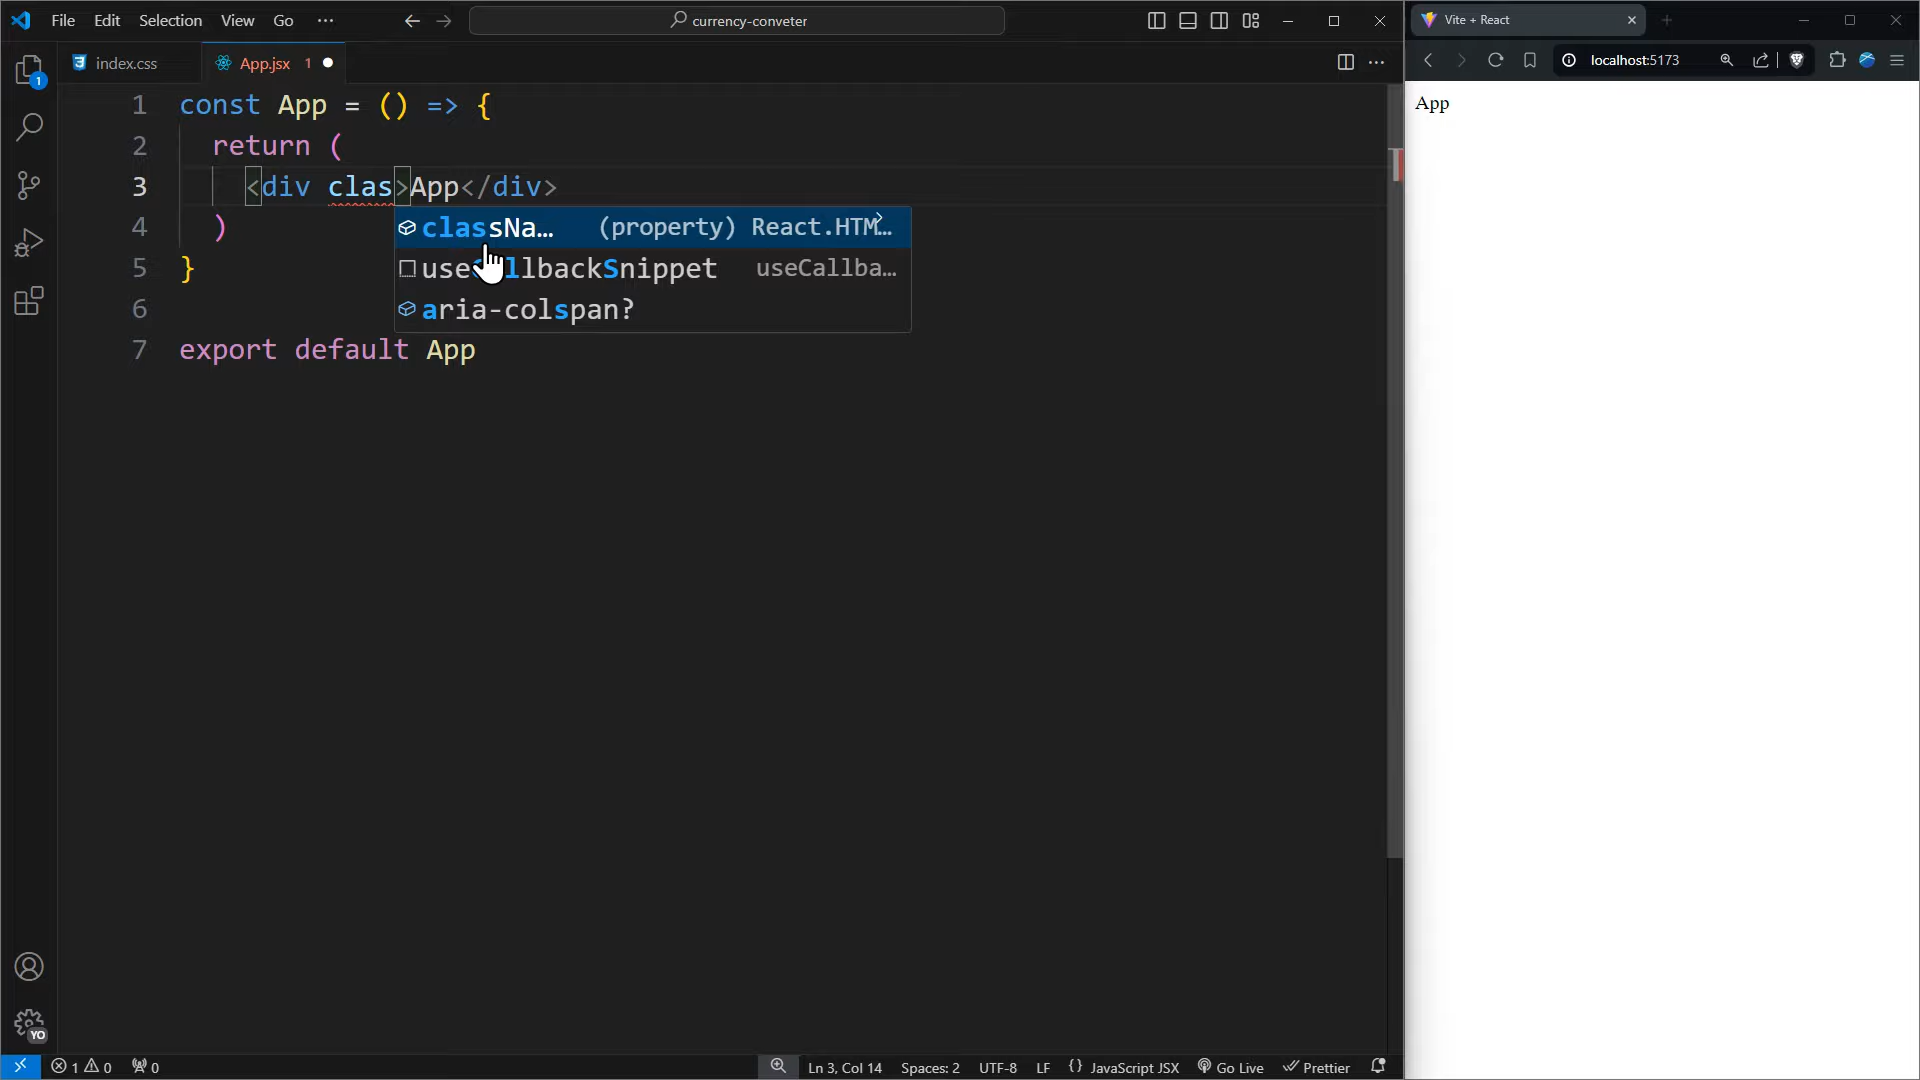 File Edit Selection View Go ··· currency-conveter
index.css
App.jsx 1
1 const App = () => {
2 return (
3 <div clas>App</div>
4 )
5 }
6
7 export default App
classNa… (property) React.HTM…
lbackSnippet useCallba…
aria-colspan?
1
YO
1 0 0
Ln 3, Col 14 Spaces: 2 UTF-8 LF {} JavaScript JSX Go Live Prettier
Vite + React
localhost:5173
App